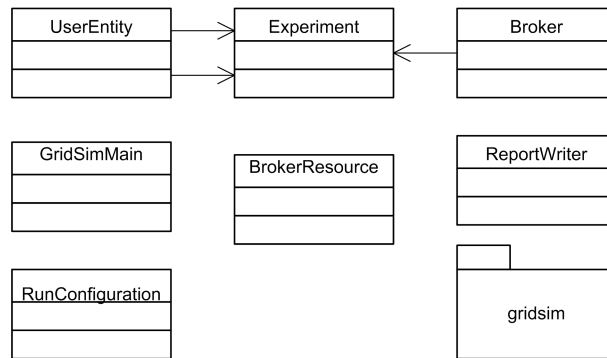 UserEntity
Experiment
Broker
GridSimMain
BrokerResource
ReportWriter
RunConfiguration
gridsim